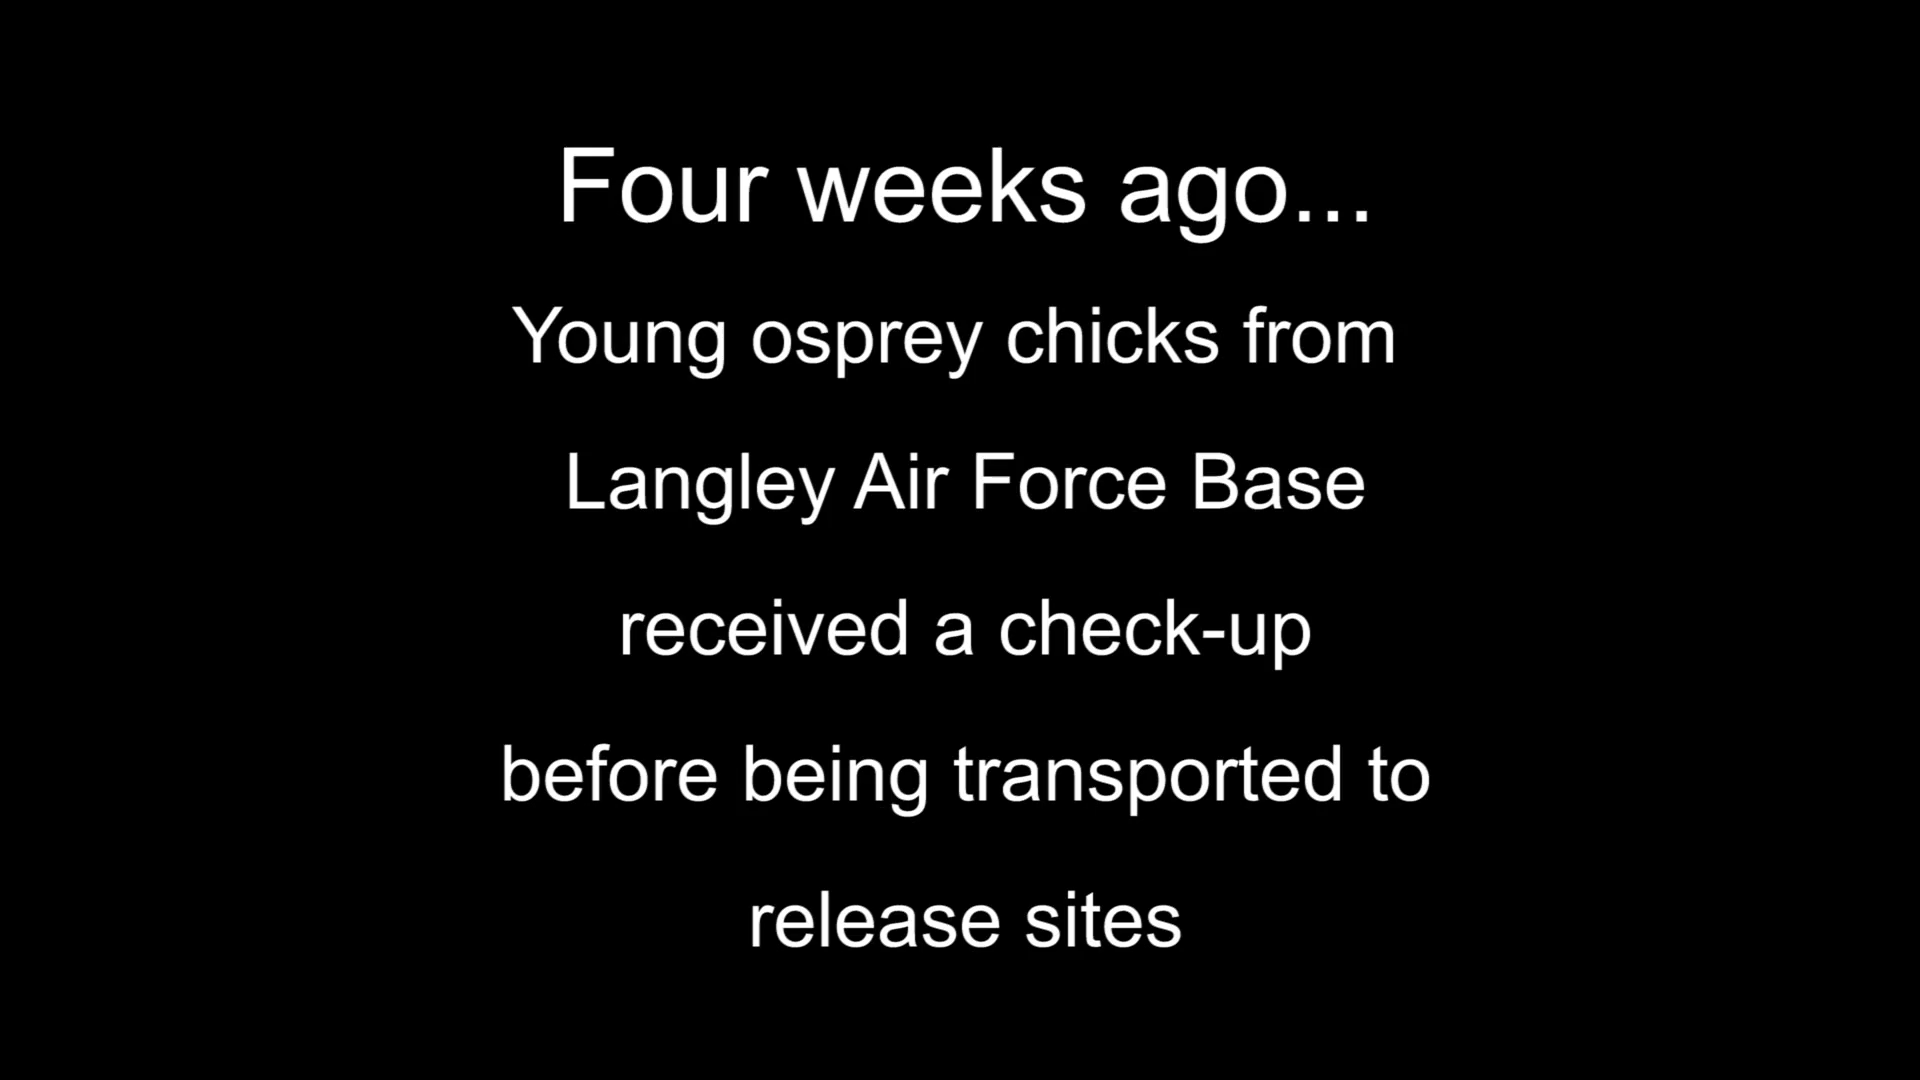 Four weeks ago...
Young osprey chicks from
Langley Air Force Base
received a check-up
before being transported to
release sites